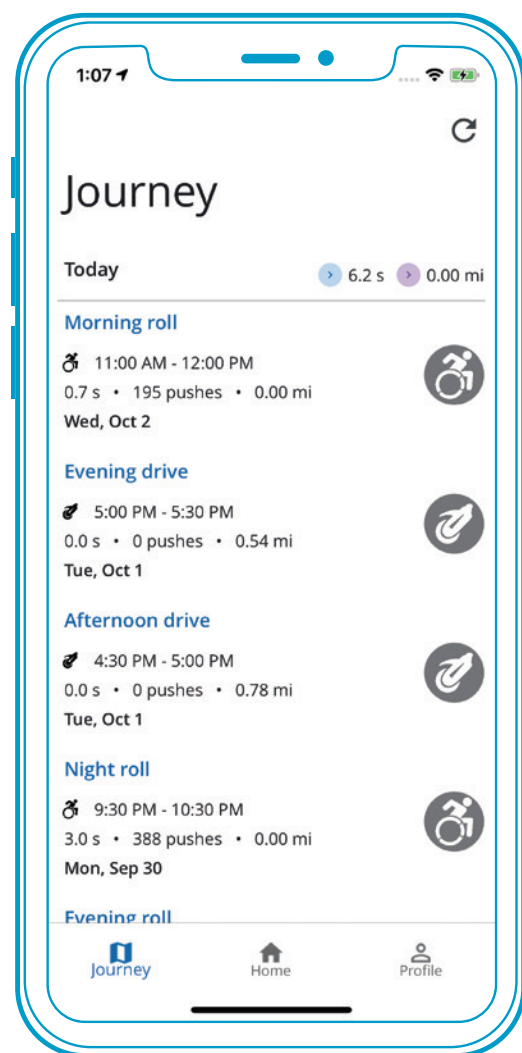 1:07
Journey
Today 6.2 s 0.00 mi
Morning roll
11:00 AM - 12:00 PM
0.7 s • 195 pushes • 0.00 mi
Wed, Oct 2
Evening drive
5:00 PM - 5:30 PM
0.0 s • 0 pushes • 0.54 mi
Tue, Oct 1
Afternoon drive
4:30 PM - 5:00 PM
0.0 s • 0 pushes • 0.78 mi
Tue, Oct 1
Night roll
9:30 PM - 10:30 PM
3.0 s • 388 pushes • 0.00 mi
Mon, Sep 30
Evening roll
Journey Home Profile